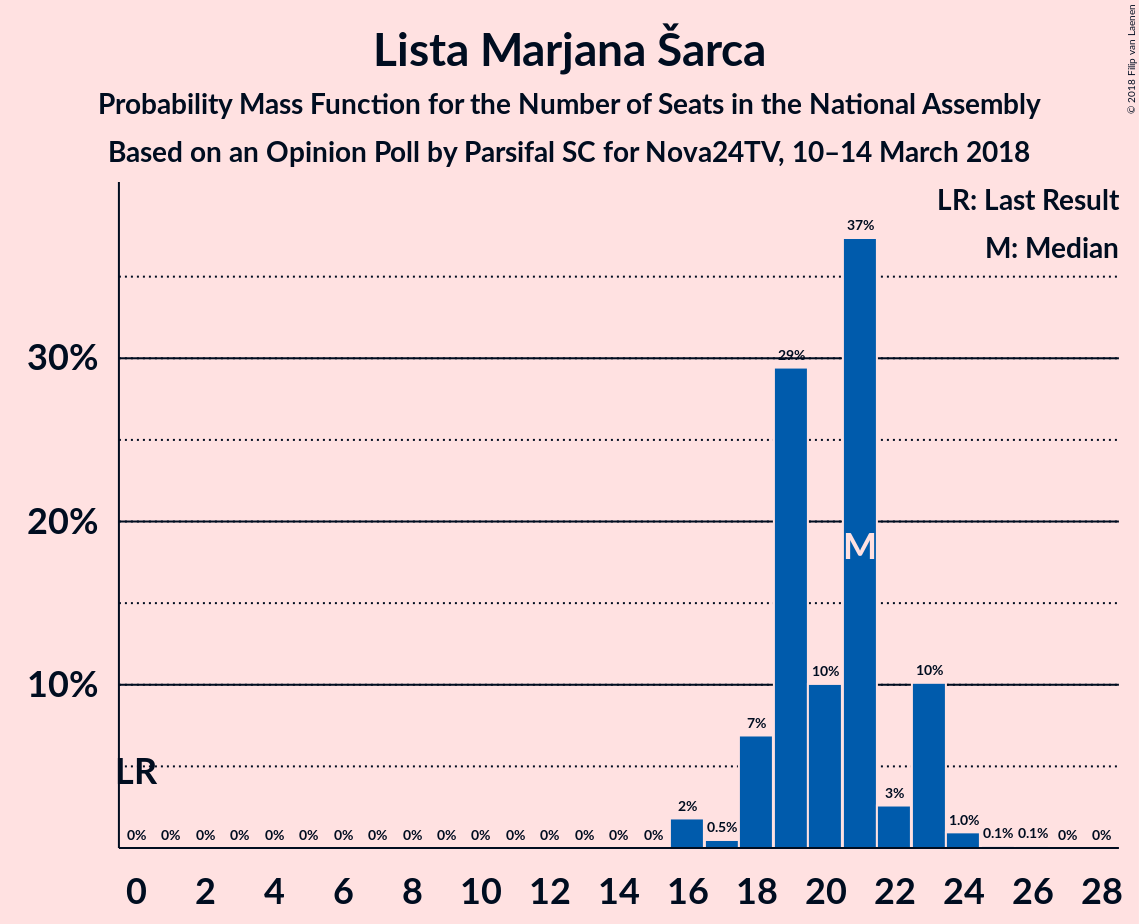 Lista Marjana Šarca
Probability Mass Function for the Number of Seats in the National Assembly
Based on an Opinion Poll by Parsifal SC for Nova24TV, 10–14 March 2018
© 2018 Filip van Laenen
LR: Last Result
M: Median
30%
20%
10%
LR
M
0% 0% 0% 0% 0% 0% 0% 0% 0% 0% 0% 0% 0% 0% 0% 0% 2% 0.5% 7% 29% 10% 37% 3% 10% 1.0% 0.1% 0.1% 0% 0%
0 2 4 6 8 10 12 14 16 18 20 22 24 26 28